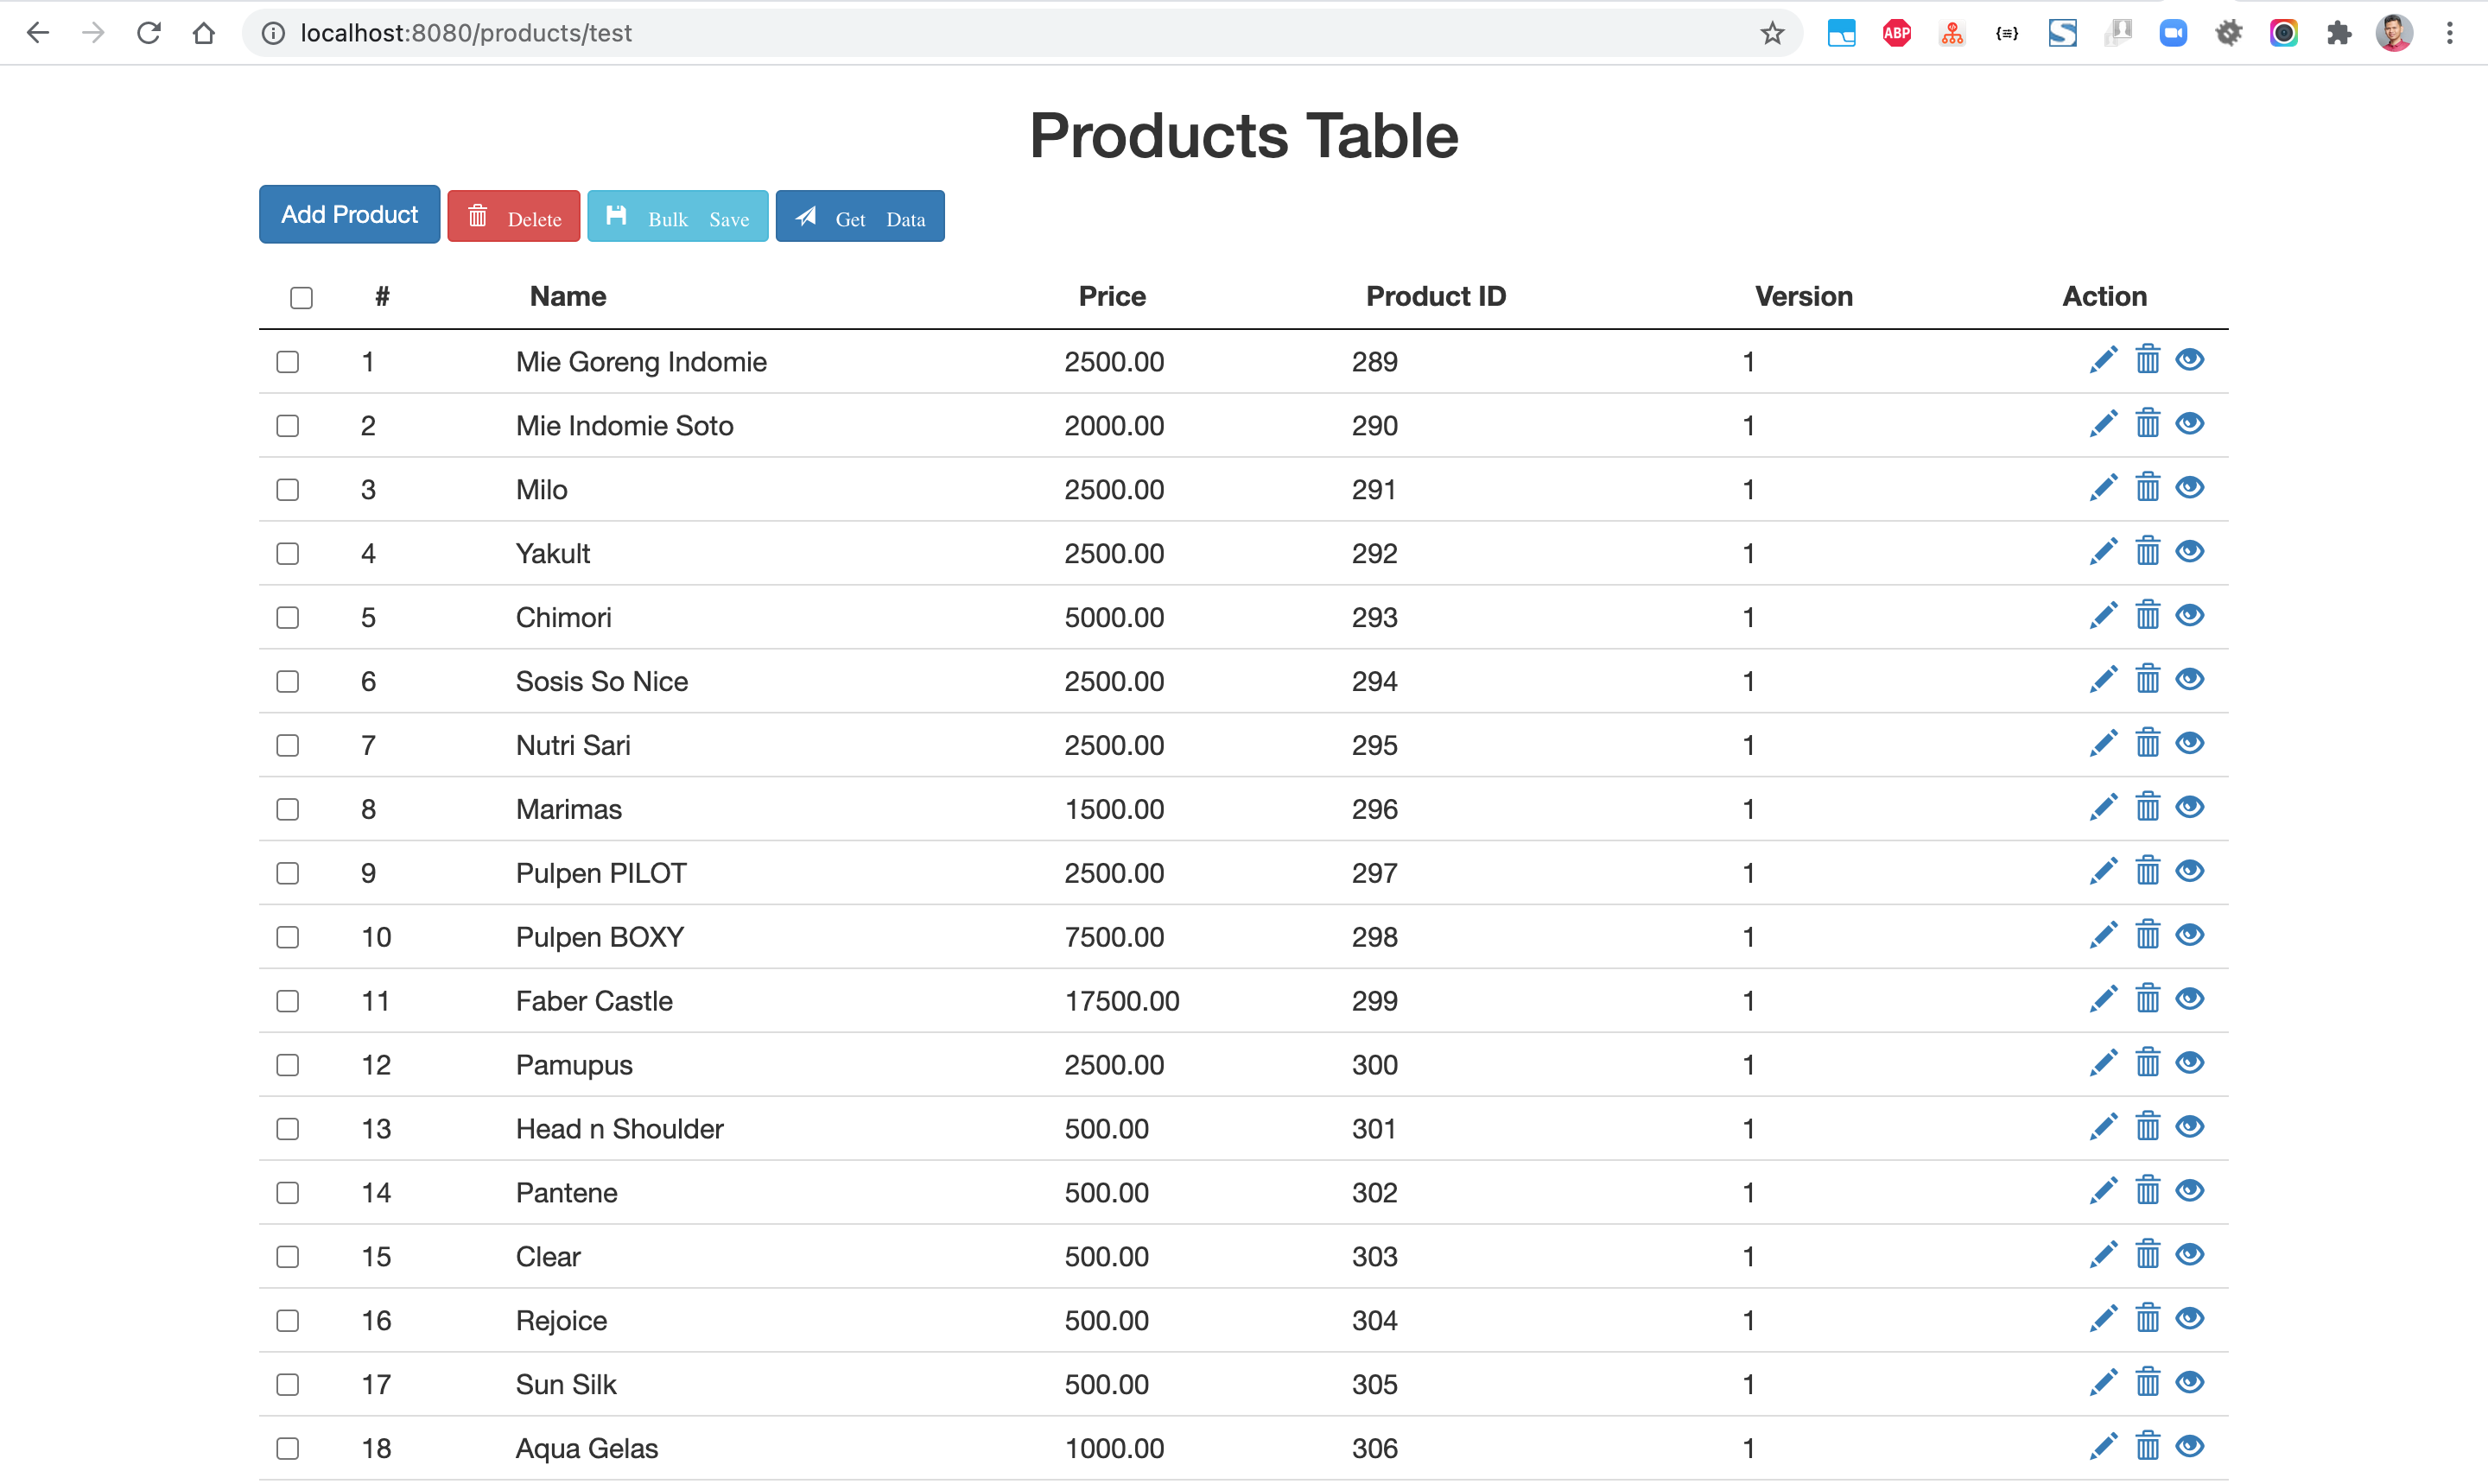 localhost:8080/products/test
ABP
Products Table
Add Product Delete Bulk Save Get Data
# Name Price Product ID Version Action
1 Mie Goreng Indomie 2500.00 289 1
2 Mie Indomie Soto 2000.00 290 1
3 Milo 2500.00 291 1
4 Yakult 2500.00 292 1
5 Chimori 5000.00 293 1
6 Sosis So Nice 2500.00 294 1
7 Nutri Sari 2500.00 295 1
8 Marimas 1500.00 296 1
9 Pulpen PILOT 2500.00 297 1
10 Pulpen BOXY 7500.00 298 1
11 Faber Castle 17500.00 299 1
12 Pamupus 2500.00 300 1
13 Head n Shoulder 500.00 301 1
14 Pantene 500.00 302 1
15 Clear 500.00 303 1
16 Rejoice 500.00 304 1
17 Sun Silk 500.00 305 1
18 Aqua Gelas 1000.00 306 1